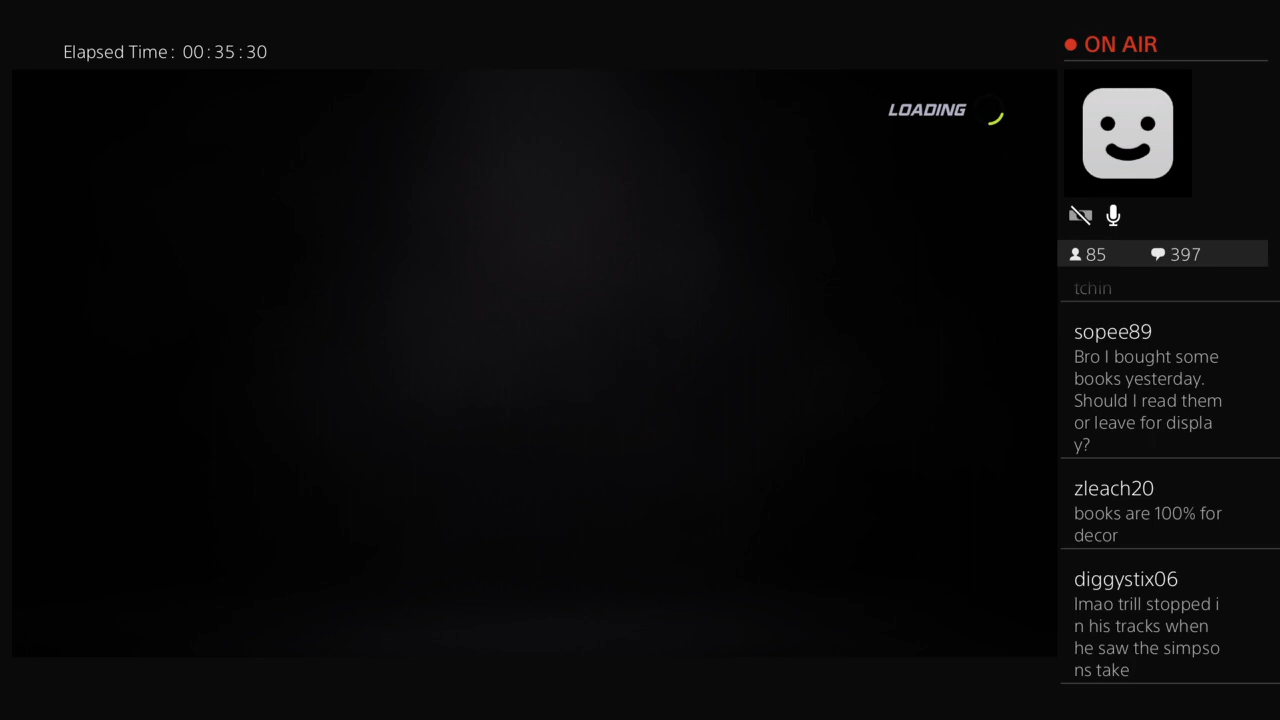 Elapsed Time: 00:35:30
ON AIR
LOADING
85 397
tchin
sopee89
Bro I bought some
books yesterday.
Should I read them
or leave for displa
y?
zleach20
books are 100% for
decor
diggystix06
lmao trill stopped i
n his tracks when
he saw the simpso
ns take